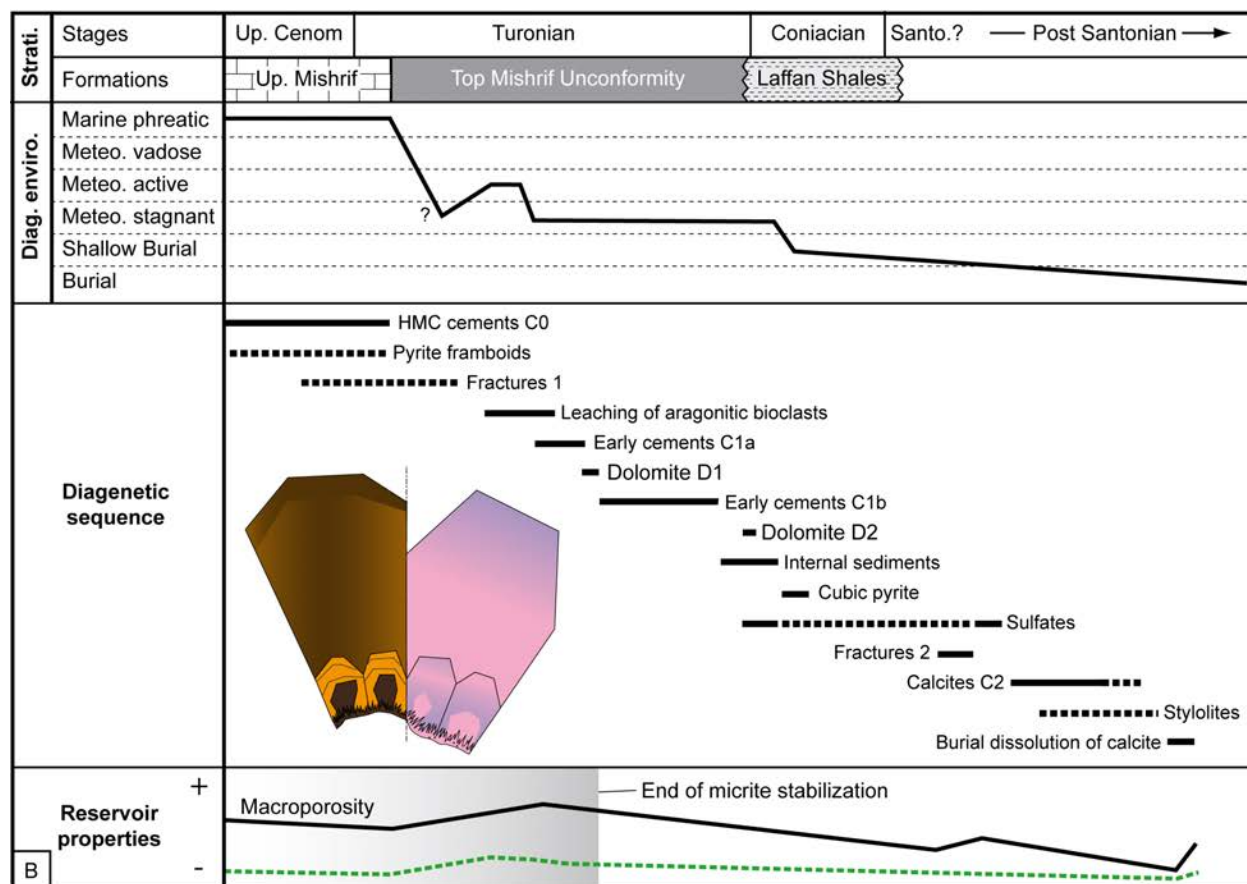 Strati.
Stages
Up. Cenom
Turonian
Coniacian
Santo.?
Post Santonian
Formations
Up. Mishrif
Top Mishrif Unconformity
Laffan Shales
Diag. enviro.
Marine phreatic
Meteo. vadose
Meteo. active
Meteo. stagnant
?
Shallow Burial
Burial
Diagenetic
sequence
HMC cements C0
Pyrite framboids
Fractures 1
Leaching of aragonitic bioclasts
Early cements C1a
Dolomite D1
Early cements C1b
Dolomite D2
Internal sediments
Cubic pyrite
Sulfates
Fractures 2
Calcites C2
Stylolites
Burial dissolution of calcite
Reservoir
properties
+
-
Macroporosity
End of micrite stabilization
B